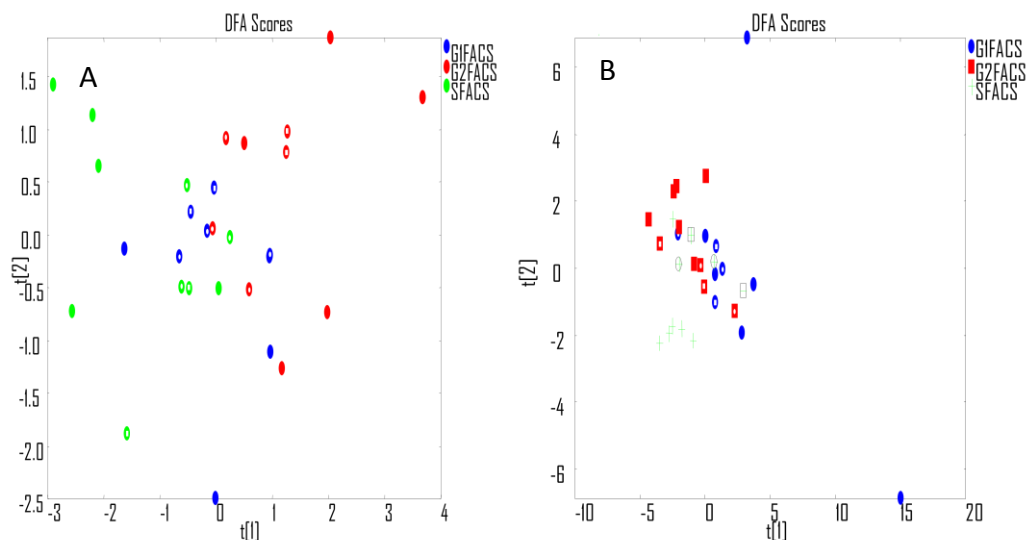 DFA Scores
A
G1FACS
G2FACS
SFACS
t[2]
1.5
1.0
0.5
0.0
-0.5
-1.0
-1.5
-2.0
-2.5
-3 -2 -1 0 1 2 3 4
t[1]
DFA Scores
B
G1FACS
G2FACS
SFACS
t[2]
6
4
2
0
-2
-4
-6
-10 -5 0 5 10 15 20
t[1]